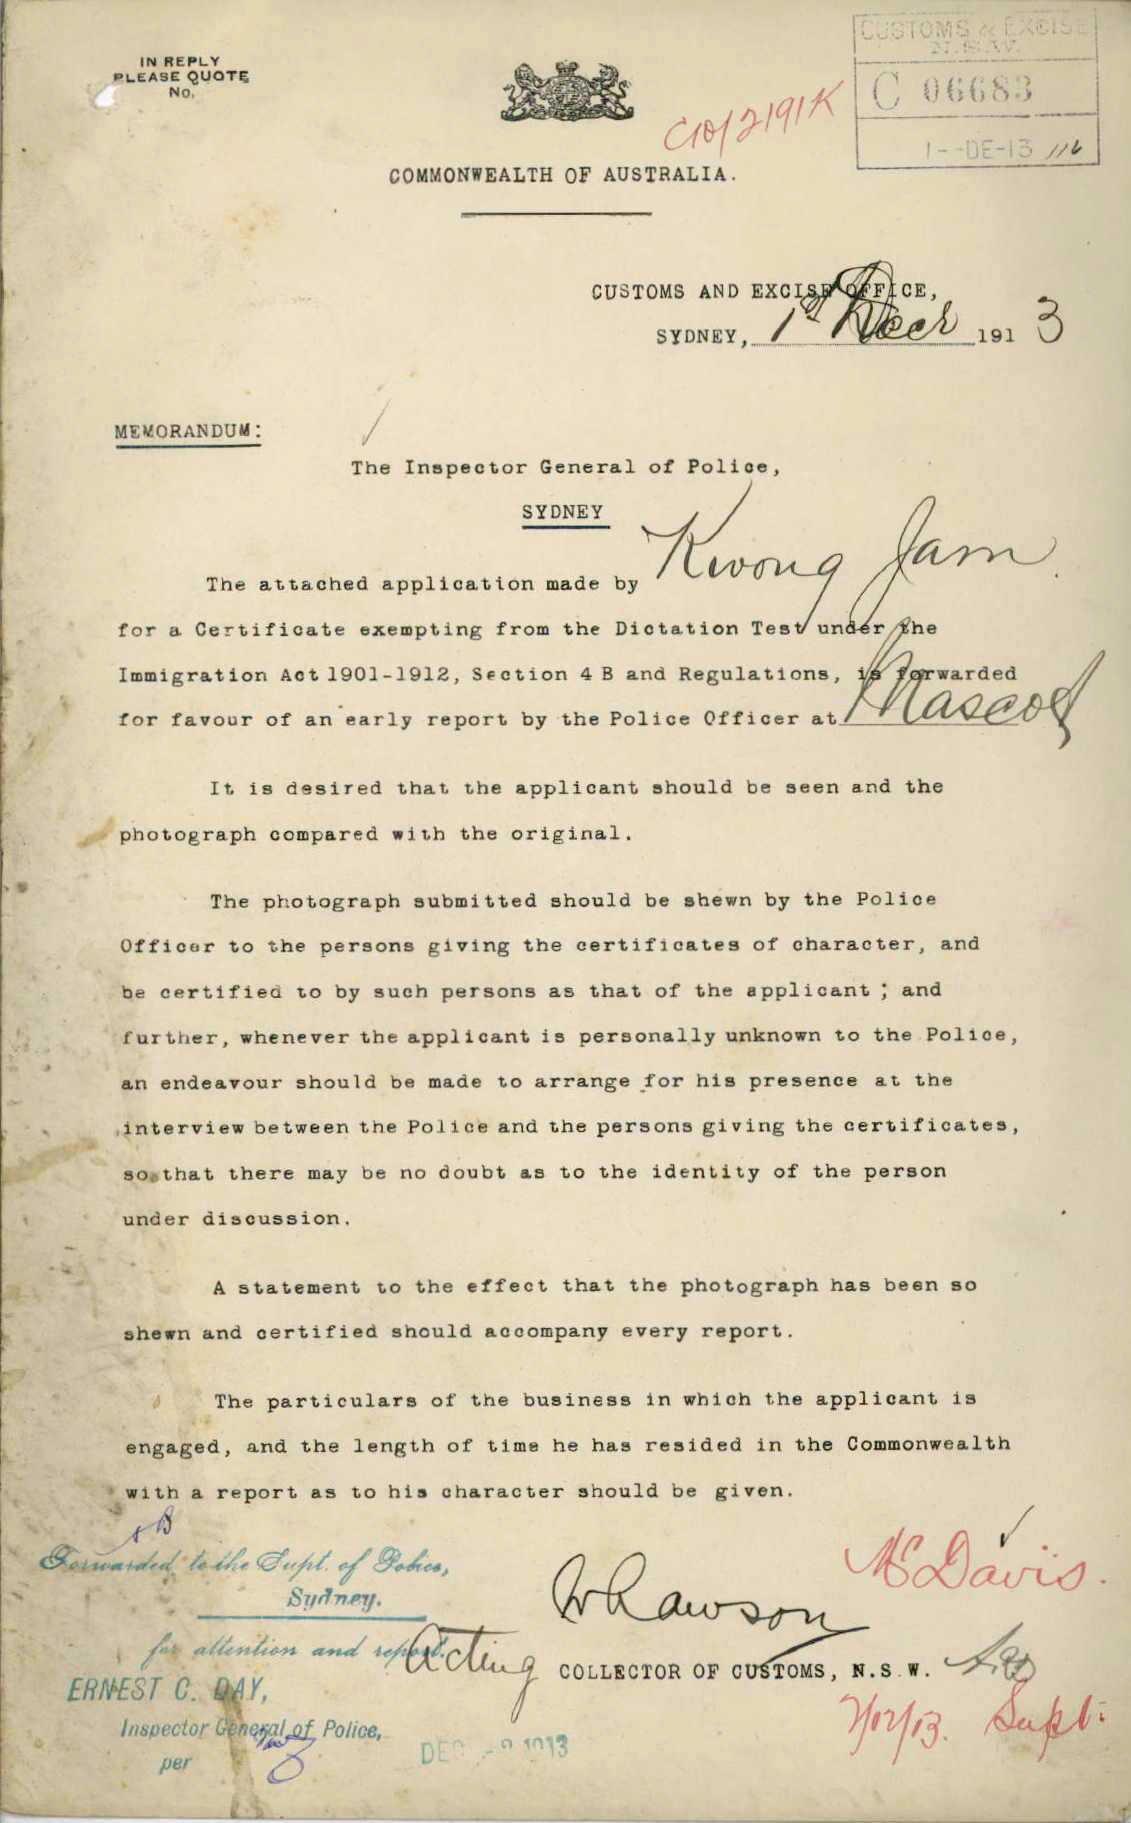 IN REPLY
PLEASE QUOTE
No.
CUSTOMS & EXCISE
N.S.W.
C 06683
1--DE-13
C10/2191K
COMMONWEALTH OF AUSTRALIA.
CUSTOMS AND EXCISE OFFICE,
SYDNEY, 1st Decr 1913
MEMORANDUM:
The Inspector General of Police,
SYDNEY
The attached application made by Kwong Jam
for a Certificate exempting from the Dictation Test under the
Immigration Act 1901-1912, Section 4 B and Regulations, is forwarded
for favour of an early report by the Police Officer at Mascot
It is desired that the applicant should be seen and the
photograph compared with the original.
The photograph submitted should be shewn by the Police
Officer to the persons giving the certificates of character, and
be certified to by such persons as that of the applicant ; and
further, whenever the applicant is personally unknown to the Police,
an endeavour should be made to arrange for his presence at the
interview between the Police and the persons giving the certificates,
so that there may be no doubt as to the identity of the person
under discussion.
A statement to the effect that the photograph has been so
shewn and certified should accompany every report.
The particulars of the business in which the applicant is
engaged, and the length of time he has resided in the Commonwealth
with a report as to his character should be given.
Forwarded to the Supt. of Police,
Sydney.
for attention and report.
ERNEST C. DAY,
Inspector General of Police,
per
McDavis.
Acting COLLECTOR OF CUSTOMS, N.S.W.
2/12/13. Supt.
DEC -2 1913